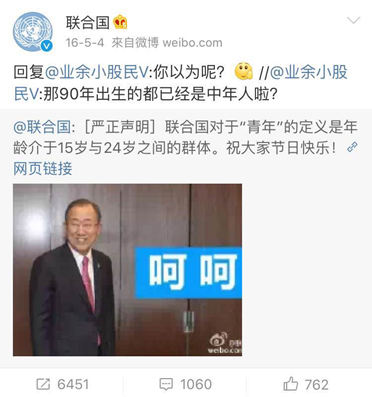 联合国
16-5-4 來自微博 weibo.com
回复@业余小股民V:你以为呢？ //@业余小股
民V:那90年出生的都已经是中年人啦?
@联合国:［严正声明］联合国对于“青年”的定义是年
龄介于15岁与24岁之间的群体。祝大家节日快乐！
网页链接
呵呵
weibo.com
6451 1060 762